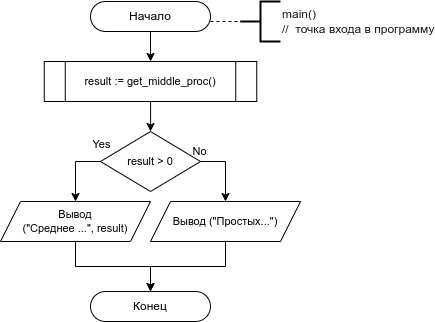 Начало
main()
// точка входа в программу
result := get_middle_proc()
Yes
No
result > 0
Вывод
("Среднее ...", result)
Вывод ("Простых...")
Конец